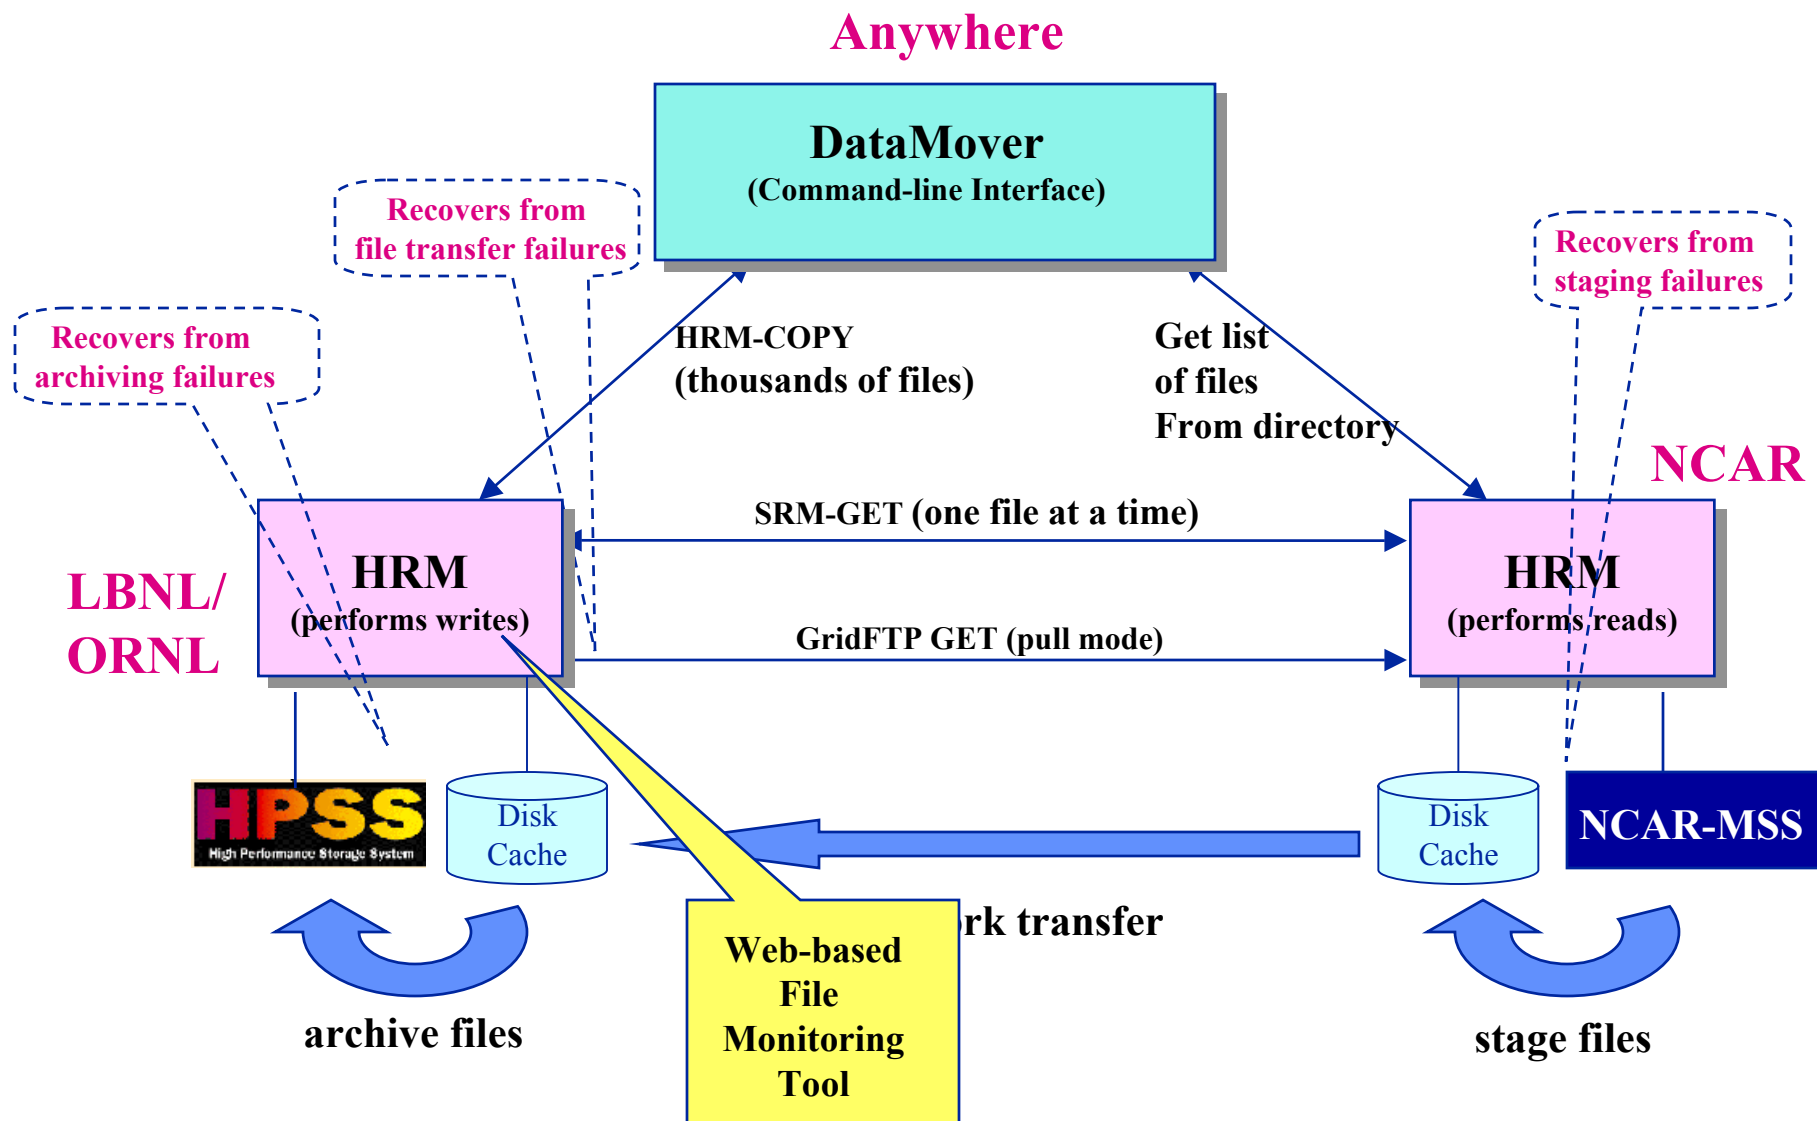 Anywhere
DataMover
(Command-line Interface)
Recovers from
file transfer failures
Recovers from
staging failures
Recovers from
archiving failures
HRM-COPY
(thousands of files)
Get list
of files
From directory
NCAR
SRM-GET (one file at a time)
LBNL/
ORNL
HRM
(performs writes)
HRM
(performs reads)
GridFTP GET (pull mode)
HPSS
High Performance Storage System
Disk
Cache
Disk
Cache
NCAR-MSS
transfer
Web-based
File
Monitoring
Tool
archive files
stage files